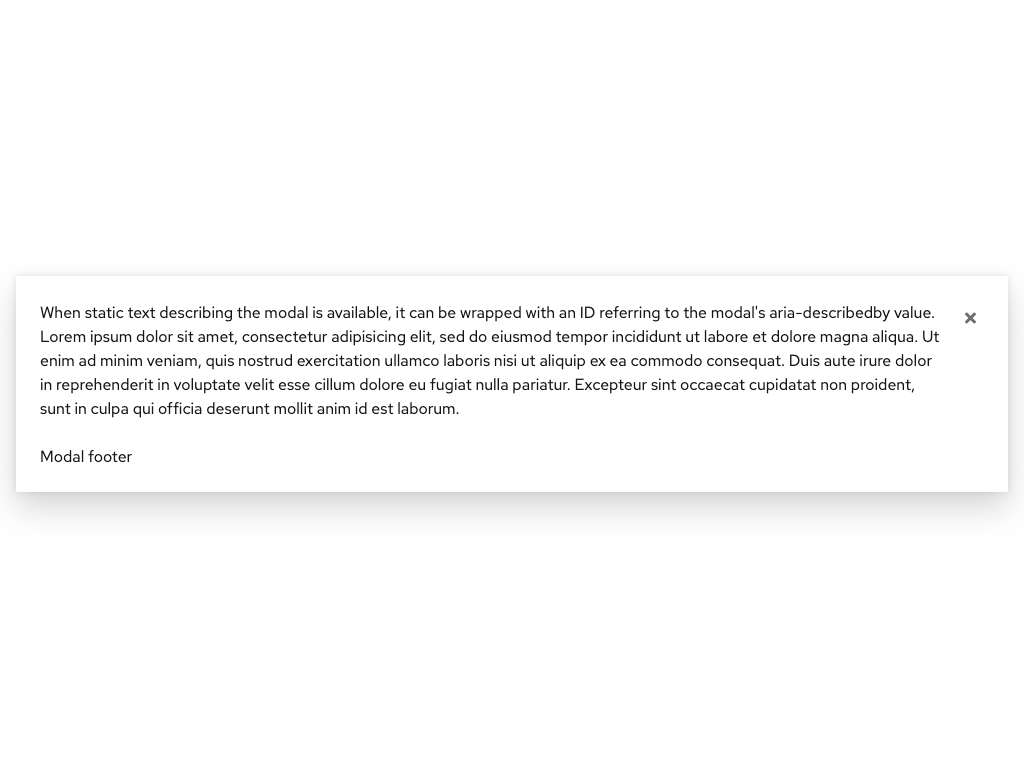 When static text describing the modal is available, it can be wrapped with an ID referring to the modal's aria-describedby value.
Lorem ipsum dolor sit amet, consectetur adipisicing elit, sed do eiusmod tempor incididunt ut labore et dolore magna aliqua. Ut
enim ad minim veniam, quis nostrud exercitation ullamco laboris nisi ut aliquip ex ea commodo consequat. Duis aute irure dolor
in reprehenderit in voluptate velit esse cillum dolore eu fugiat nulla pariatur. Excepteur sint occaecat cupidatat non proident,
sunt in culpa qui officia deserunt mollit anim id est laborum.
Modal footer